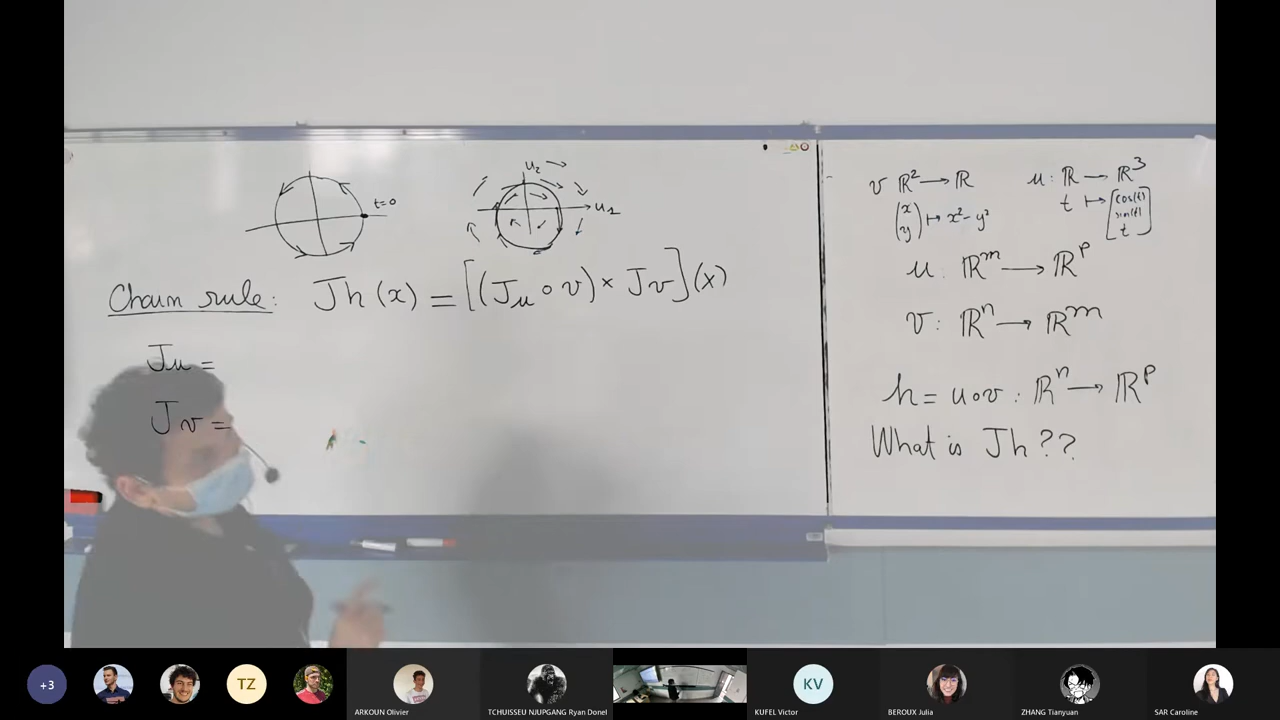 t=0
u₂
u₁
Chain rule: Jh(x) = [(Ju∘v) × Jv](x)
Ju =
Jv =
v ℝ² → ℝ
(x y) ↦ x² - y²
u: ℝ → ℝ³
t ↦ [cos(t) sin(t) t]
u: ℝᵐ → ℝᵖ
v: ℝⁿ → ℝᵐ
h = u∘v: ℝⁿ → ℝᵖ
What is Jh??
+3
TZ
ARKOUN Olivier
TCHUISSEU NJUPGANG Ryan Donel
KV
KUFEL Victor
BEROUX Julia
ZHANG Tianyuan
SAR Caroline